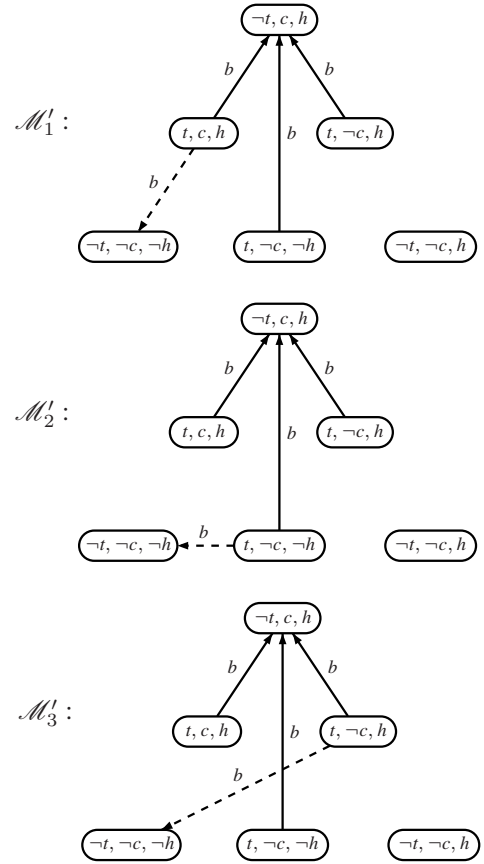 ¬t, c, h
b b
ℳ′₁ : t, c, h t, ¬c, h
b b
¬t, ¬c, ¬h t, ¬c, ¬h ¬t, ¬c, h
¬t, c, h
b b
ℳ′₂ : t, c, h t, ¬c, h
b
¬t, ¬c, ¬h b t, ¬c, ¬h ¬t, ¬c, h
¬t, c, h
b b
ℳ′₃ : t, c, h t, ¬c, h
b b
¬t, ¬c, ¬h t, ¬c, ¬h ¬t, ¬c, h